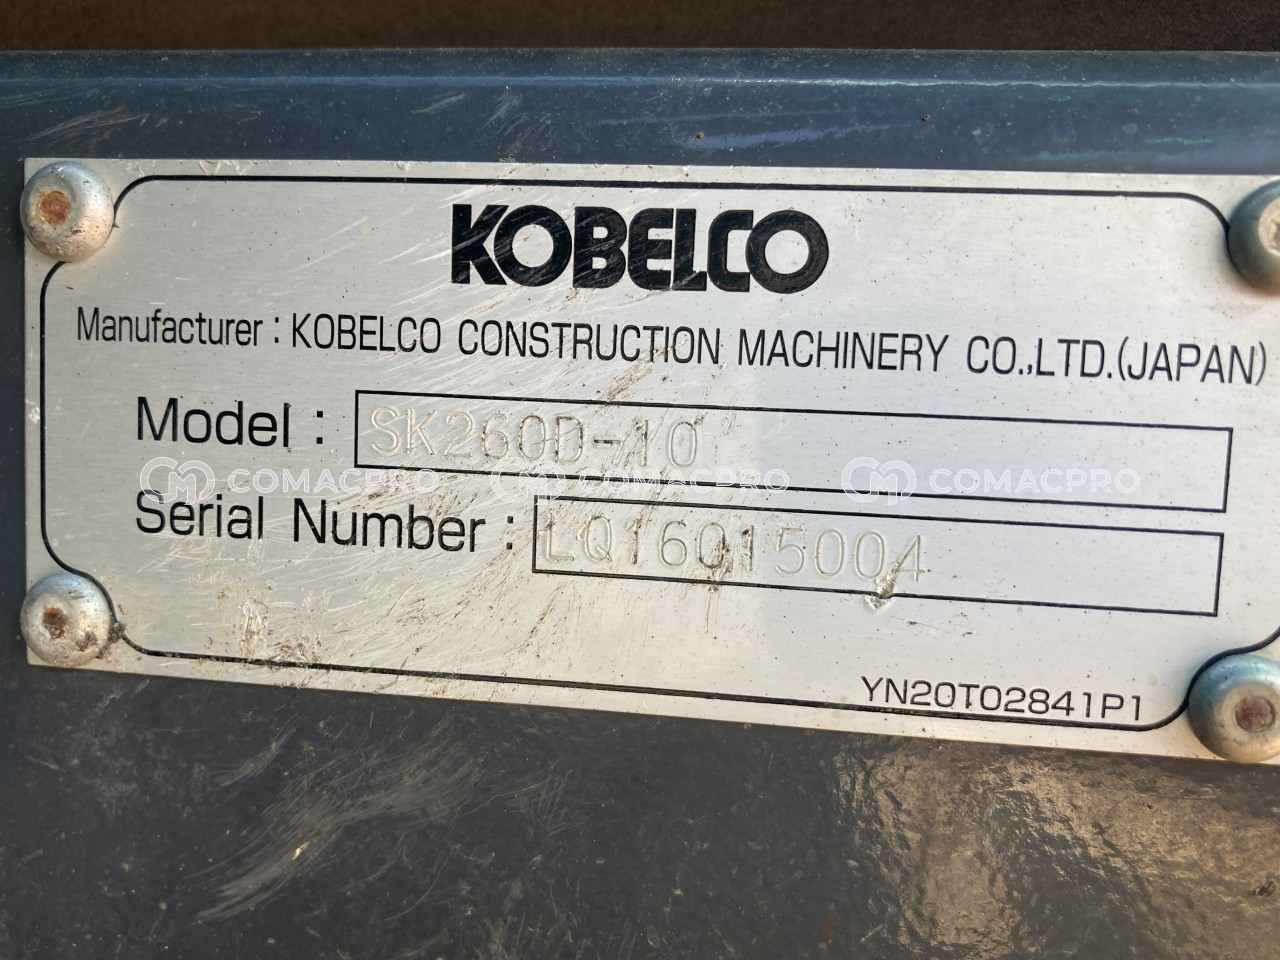 KOBELCO
Manufacturer : KOBELCO CONSTRUCTION MACHINERY CO.,LTD.(JAPAN)
Model : SK260D-10
COMACPRO COMACPRO COMACPRO
Serial Number : LQ16015004
YN20T02841P1